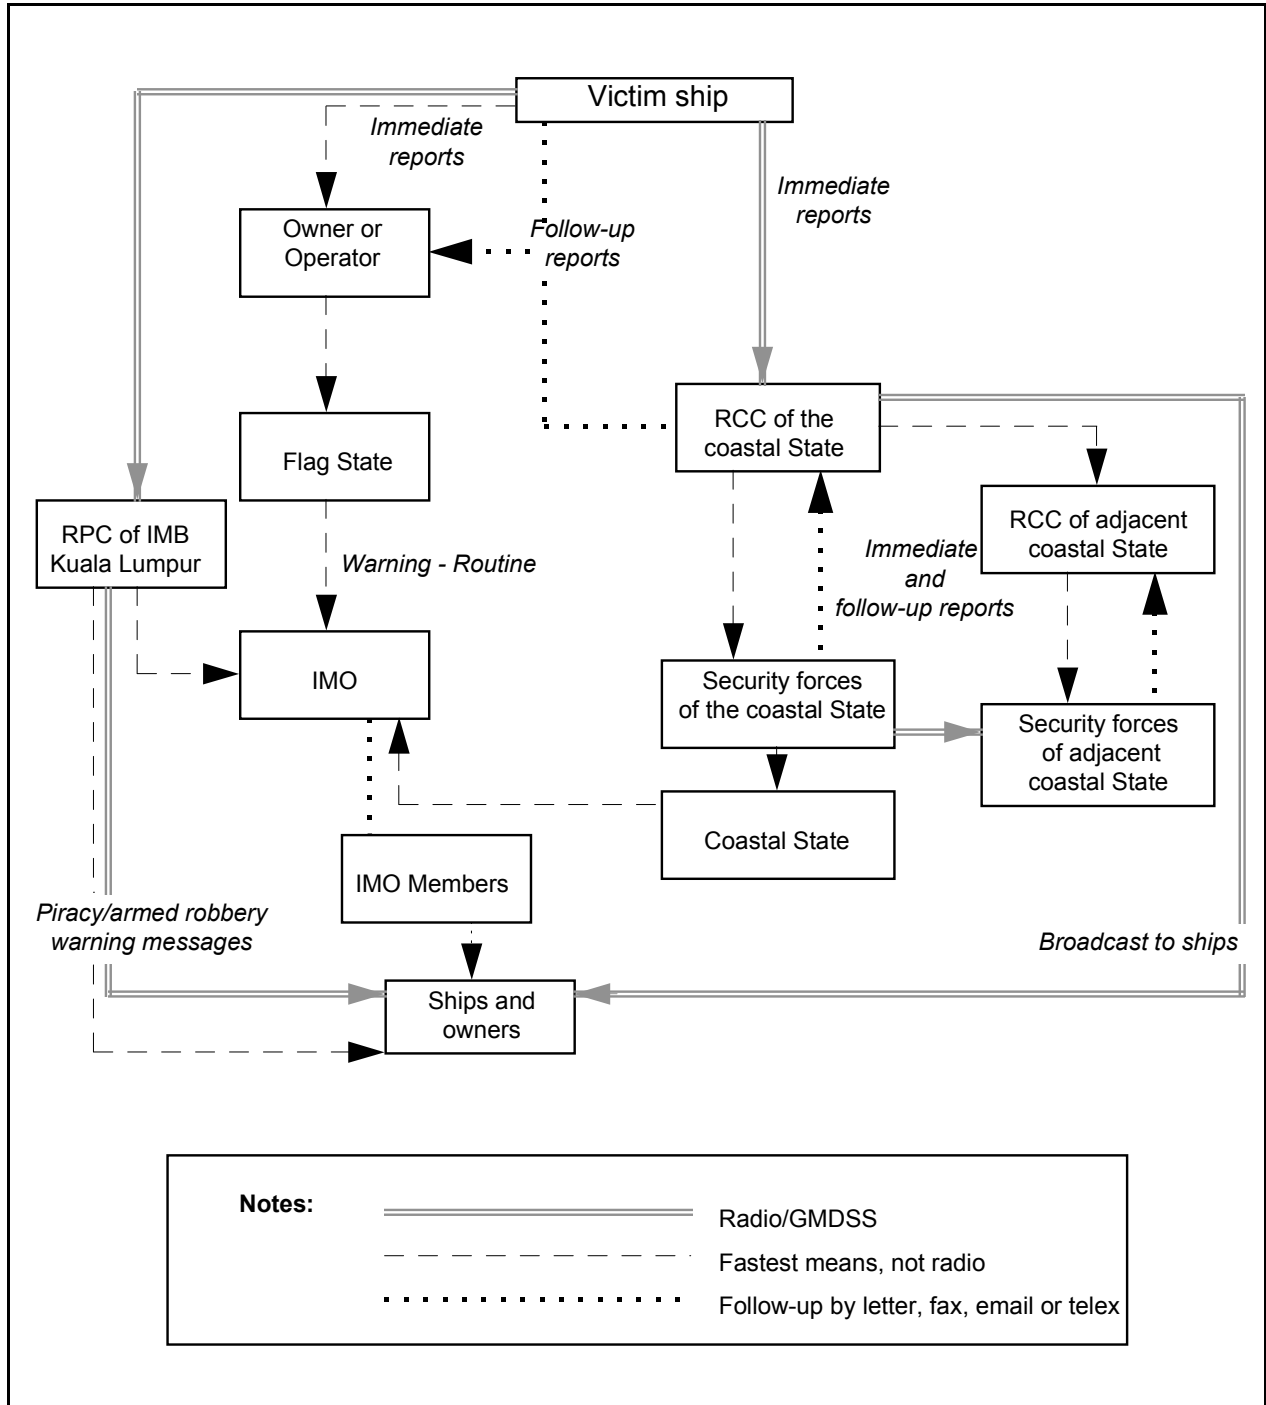 Victim ship
Immediate
reports
Immediate
reports
Owner or
Operator
Follow-up
reports
RCC of the
coastal State
Flag State
RPC of IMB
Kuala Lumpur
RCC of adjacent
coastal State
Warning - Routine
Immediate
and
follow-up reports
IMO
Security forces
of the coastal State
Security forces
of adjacent
coastal State
Coastal State
IMO Members
Piracy/armed robbery
warning messages
Broadcast to ships
Ships and
owners
Notes:
Radio/GMDSS
Fastest means, not radio
Follow-up by letter, fax, email or telex